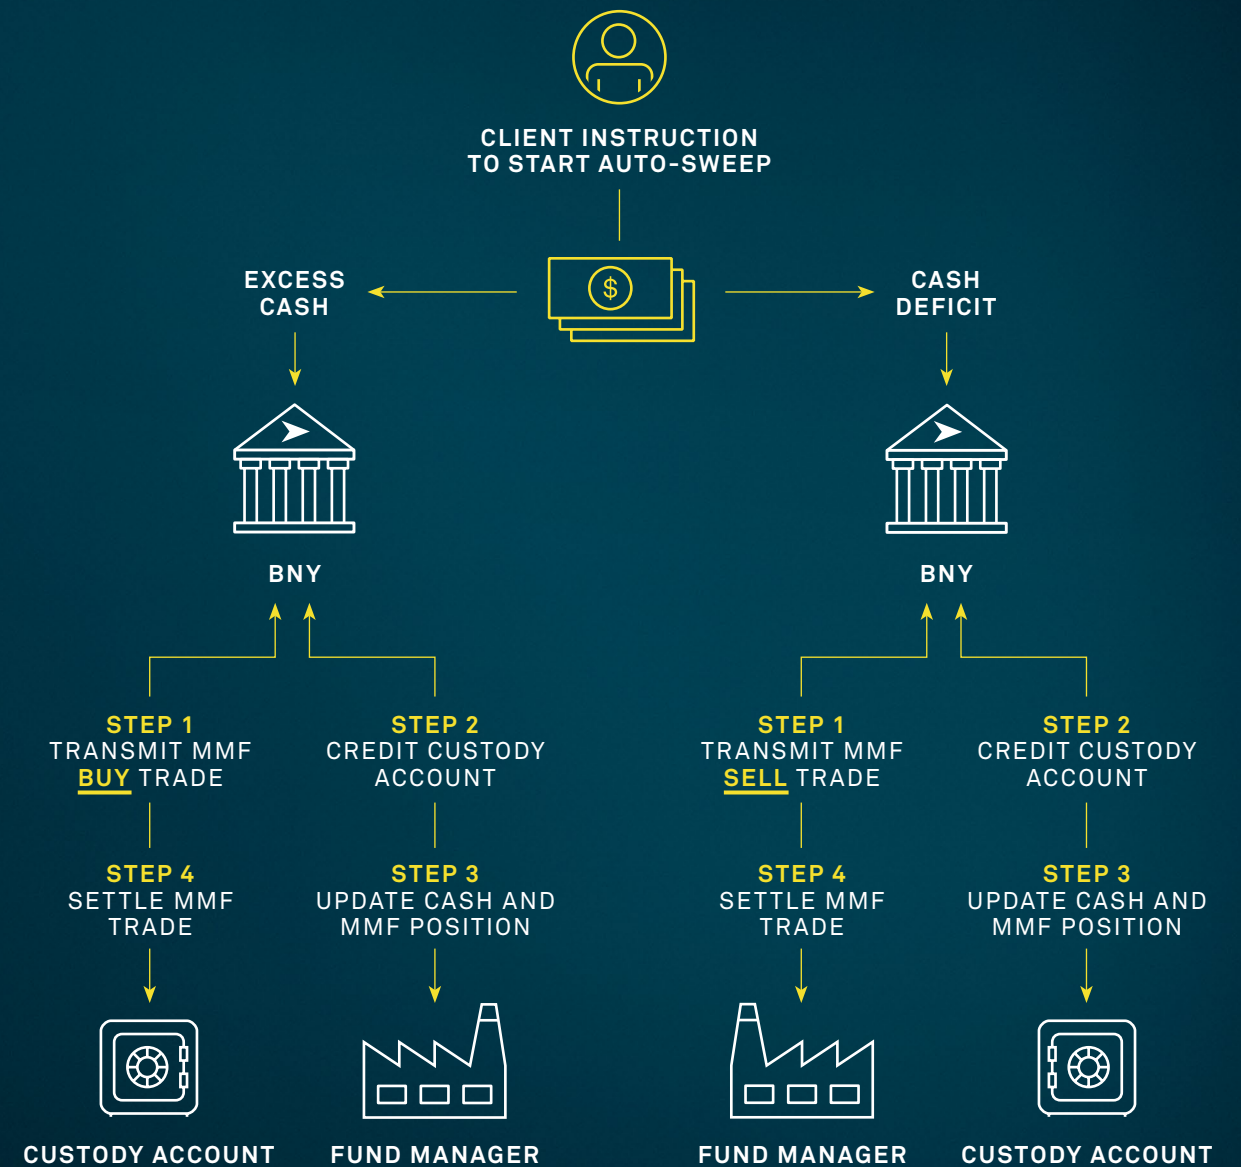 CLIENT INSTRUCTION
TO START AUTO-SWEEP
$
EXCESS
CASH
CASH
DEFICIT
BNY
BNY
STEP 1
TRANSMIT MMF
BUY TRADE
STEP 2
CREDIT CUSTODY
ACCOUNT
STEP 1
TRANSMIT MMF
SELL TRADE
STEP 2
CREDIT CUSTODY
ACCOUNT
STEP 4
SETTLE MMF
TRADE
STEP 3
UPDATE CASH AND
MMF POSITION
STEP 4
SETTLE MMF
TRADE
STEP 3
UPDATE CASH AND
MMF POSITION
CUSTODY ACCOUNT
FUND MANAGER
FUND MANAGER
CUSTODY ACCOUNT